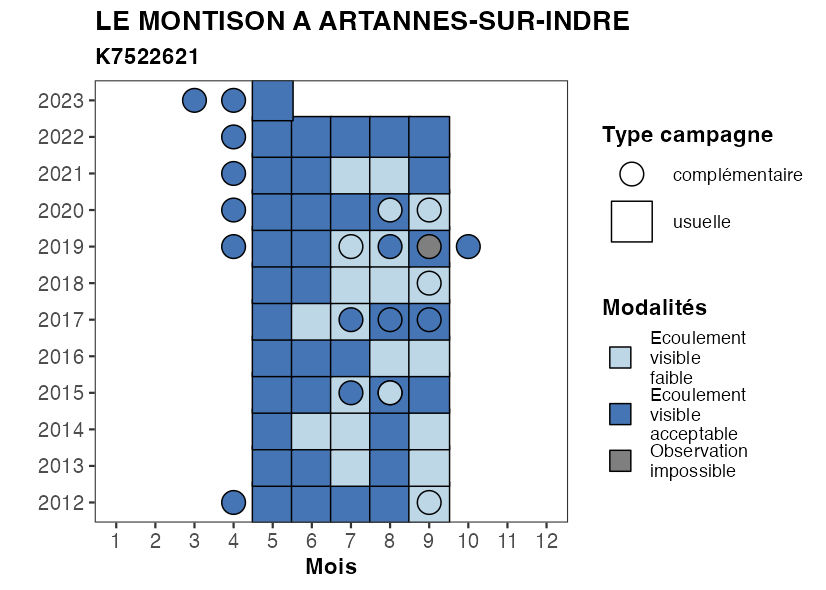 LE MONTISON A ARTANNES-SUR-INDRE
K7522621
2023
2022
2021
2020
2019
2018
2017
2016
2015
2014
2013
2012
1 2 3 4 5 6 7 8 9 10 11 12
Mois
Type campagne
complémentaire
usuelle
Modalités
Ecoulement
visible
faible
Ecoulement
visible
acceptable
Observation
impossible